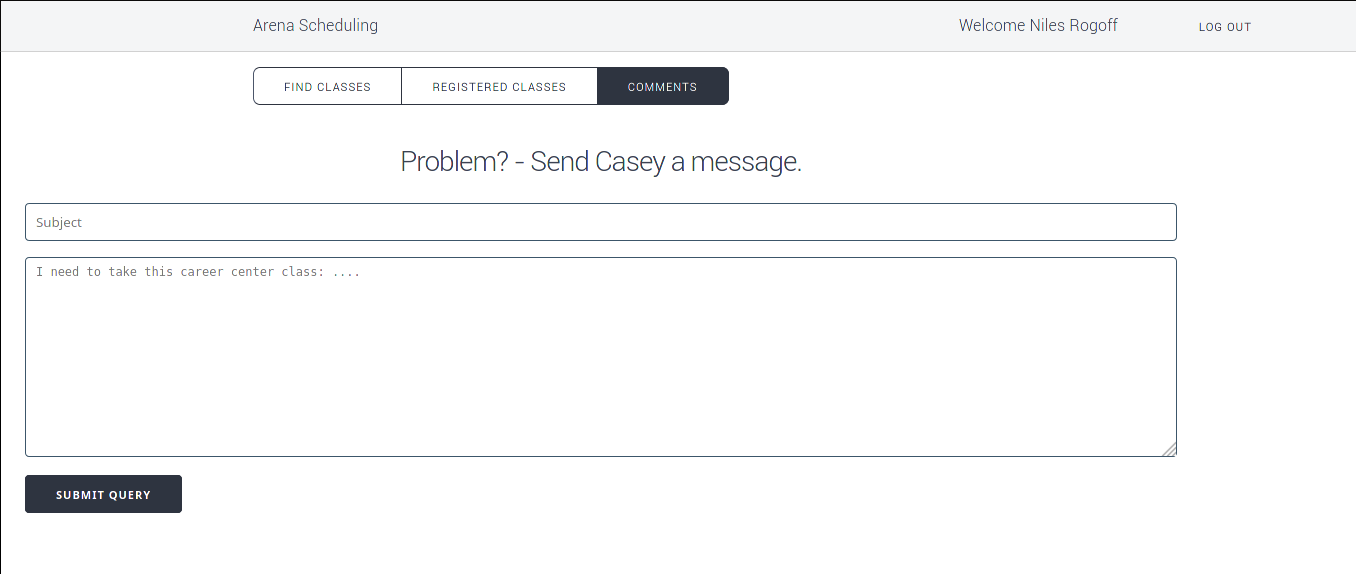 Arena Scheduling Welcome Niles Rogoff LOG OUT
FIND CLASSES REGISTERED CLASSES COMMENTS
Problem? - Send Casey a message.
Subject
I need to take this career center class: ....
SUBMIT QUERY